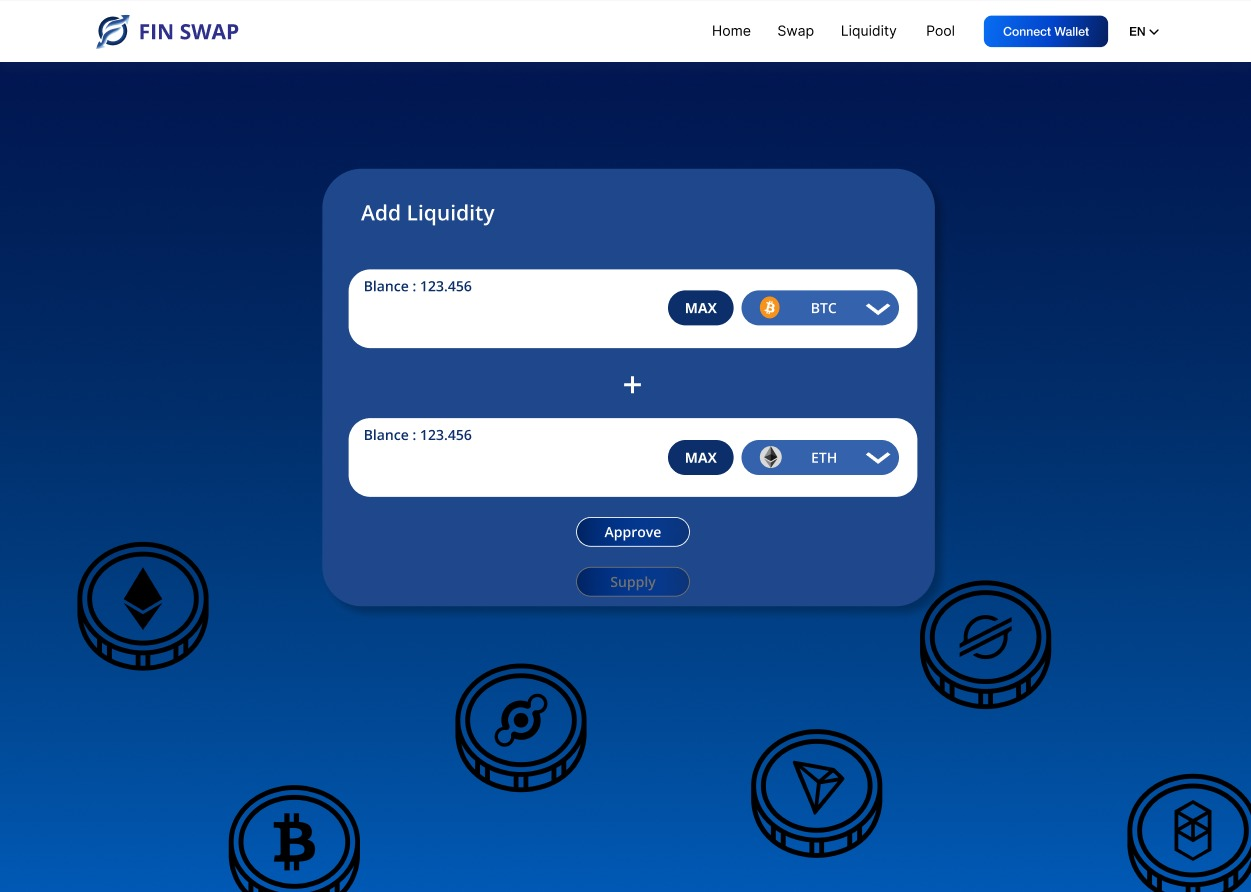 FIN SWAP
Home Swap Liquidity Pool Connect Wallet EN
Add Liquidity
Blance : 123.456
MAX BTC
+
Blance : 123.456
MAX ETH
Approve
Supply